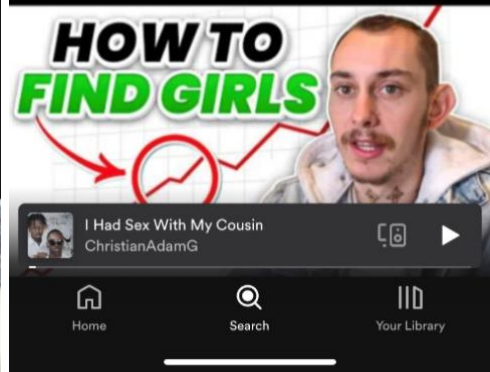 HOW TO
FIND GIRLS
I Had Sex With My Cousin
ChristianAdamG
Home
Search
Your Library